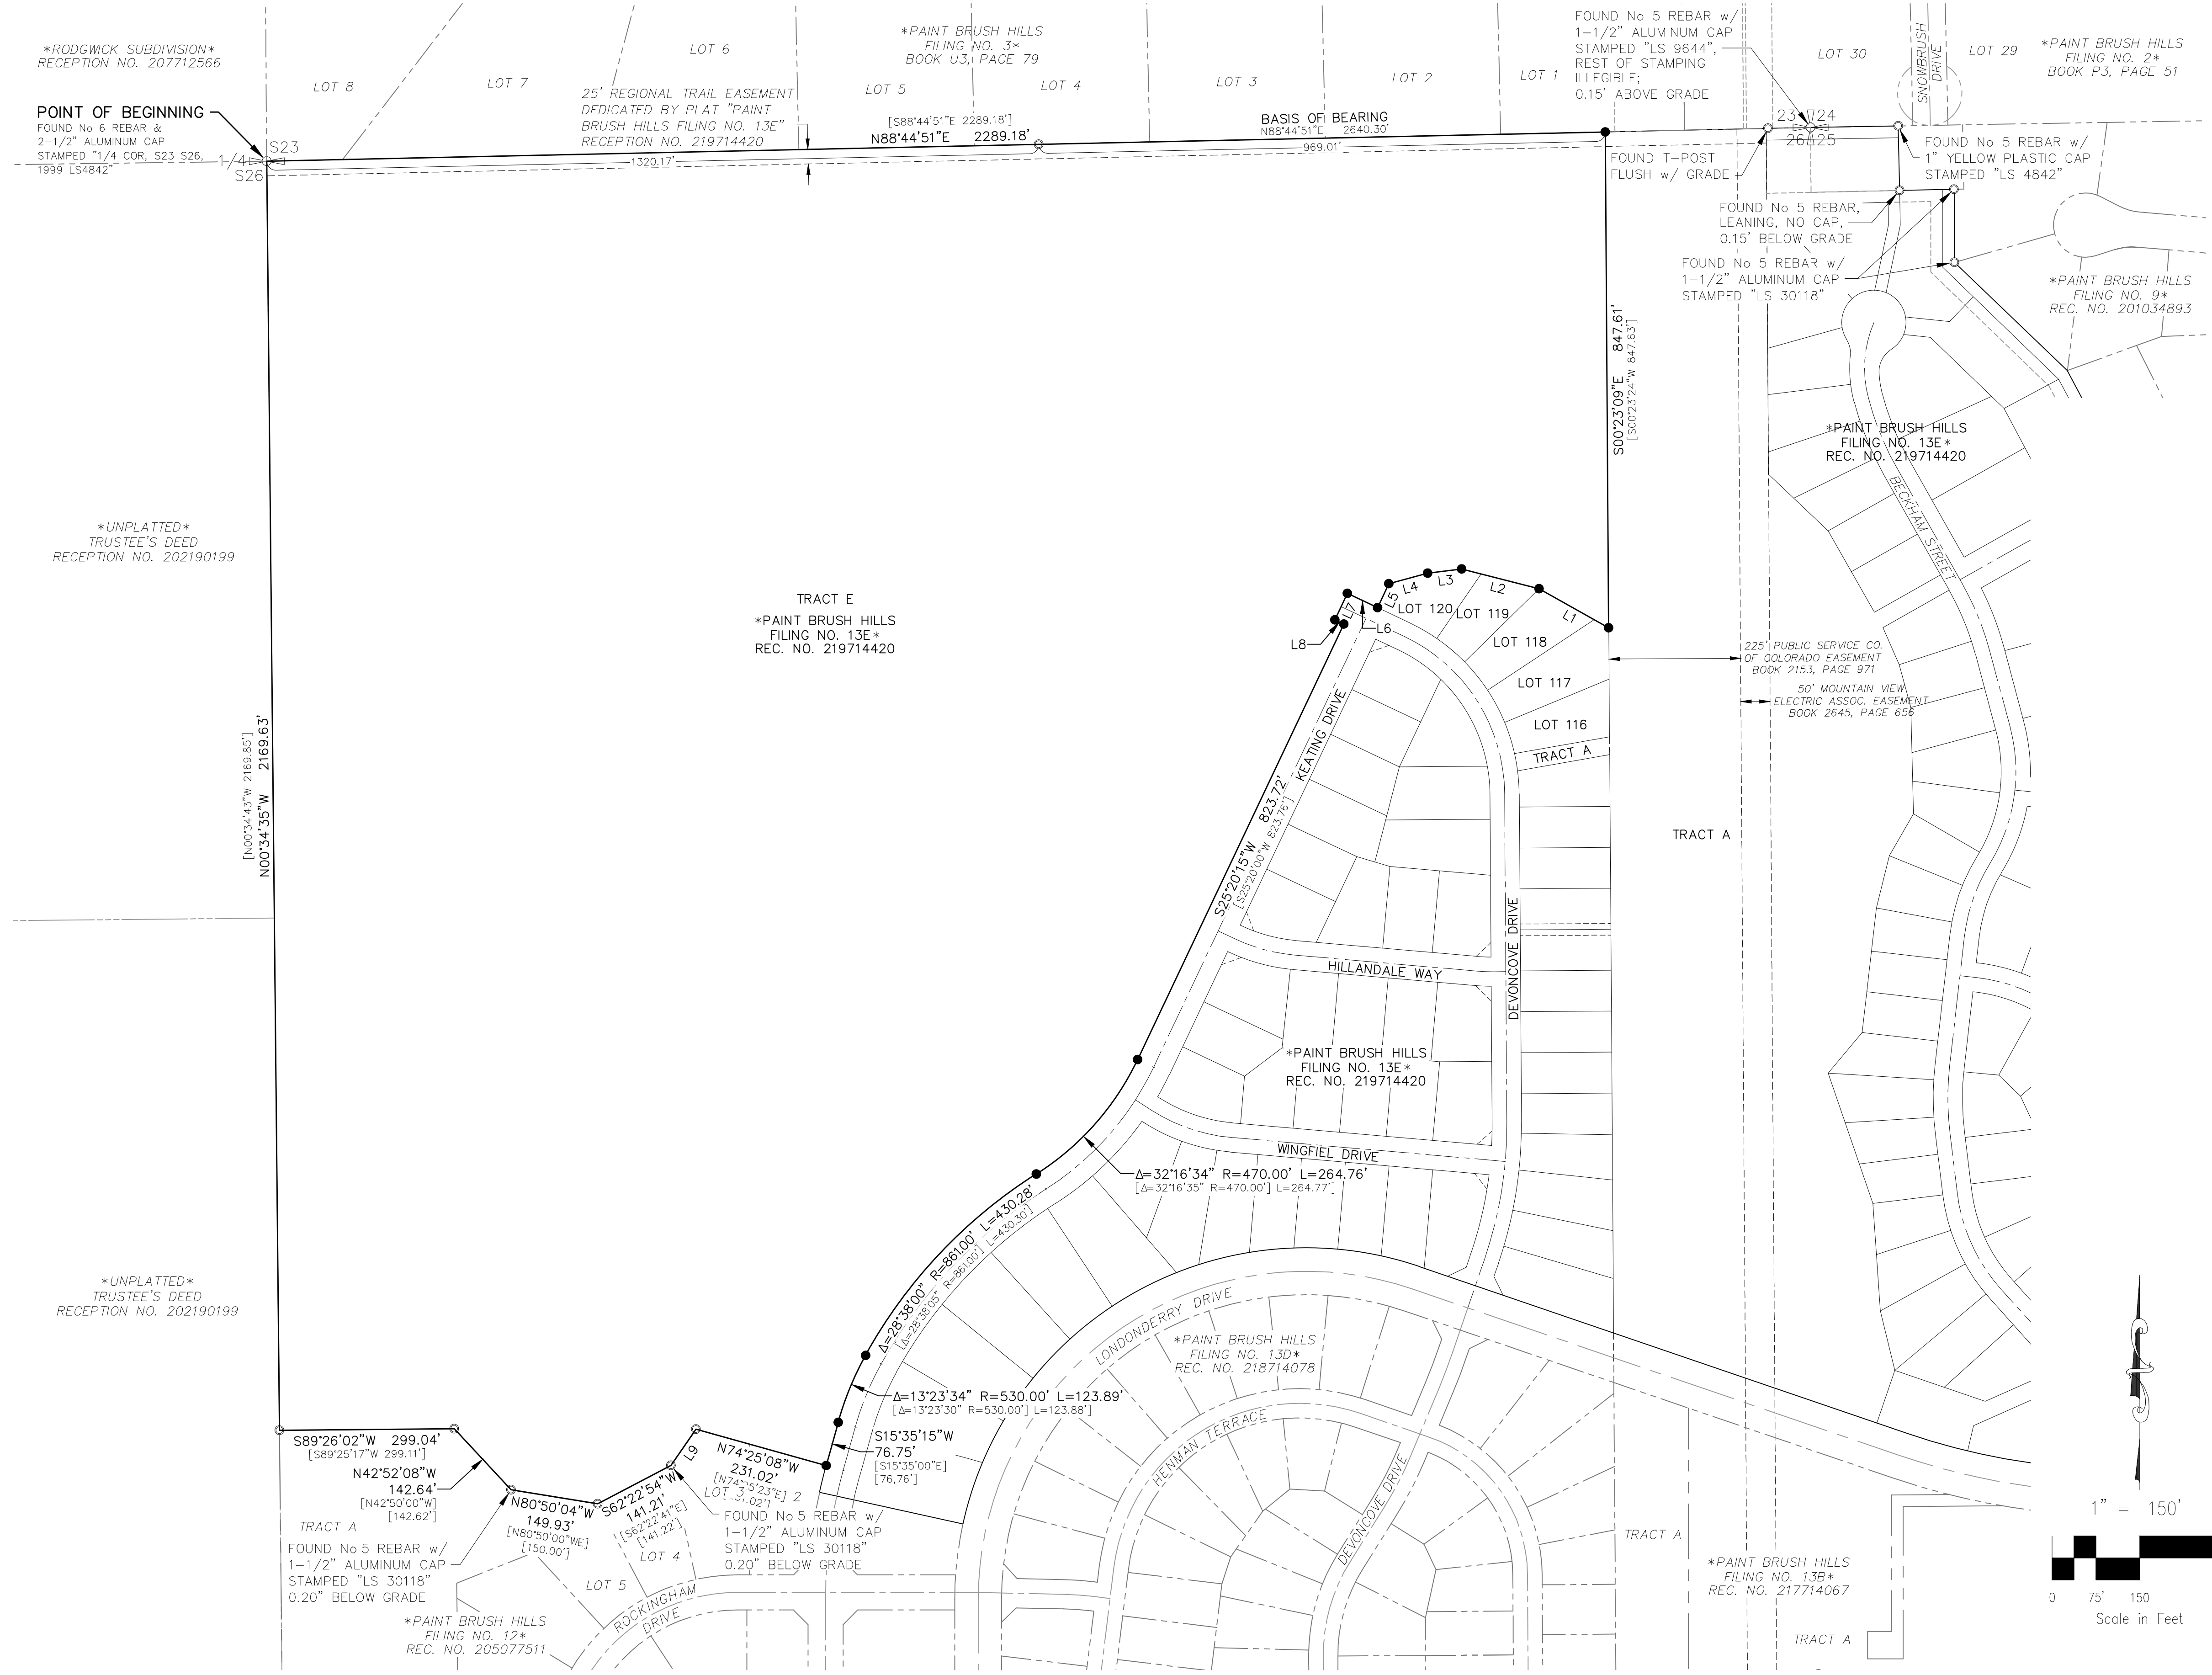 *RODGWICK SUBDIVISION*
RECEPTION NO. 207712566
LOT 8
LOT 7
LOT 6
*PAINT BRUSH HILLS
FILING NO. 3*
BOOK U3, PAGE 79
LOT 5
LOT 4
LOT 3
LOT 2
LOT 1
FOUND No 5 REBAR w/
1-1/2" ALUMINUM CAP
STAMPED "LS 9644",
REST OF STAMPING
ILLEGIBLE;
0.15' ABOVE GRADE
LOT 30
SNOWBRUSH
DRIVE
LOT 29
*PAINT BRUSH HILLS
FILING NO. 2*
BOOK P3, PAGE 51
POINT OF BEGINNING
FOUND No 6 REBAR &
2-1/2" ALUMINUM CAP
STAMPED "1/4 COR, S23 S26,
1999 LS4842"
1/4
S23
S26
25' REGIONAL TRAIL EASEMENT
DEDICATED BY PLAT "PAINT
BRUSH HILLS FILING NO. 13E"
RECEPTION NO. 219714420
[S88°44'51"E 2289.18']
N88°44'51"E 2289.18'
BASIS OF BEARING
N88°44'51"E 2640.30'
1320.17'
969.01'
23
24
26
25
FOUND T-POST
FLUSH w/ GRADE
FOUND No 5 REBAR w/
1" YELLOW PLASTIC CAP
STAMPED "LS 4842"
FOUND No 5 REBAR,
LEANING, NO CAP,
0.15' BELOW GRADE
FOUND No 5 REBAR w/
1-1/2" ALUMINUM CAP
STAMPED "LS 30118"
*PAINT BRUSH HILLS
FILING NO. 9*
REC. NO. 201034893
S00°23'09"E 847.61'
[S00°23'24"W 847.63']
*PAINT BRUSH HILLS
FILING NO. 13E*
REC. NO. 219714420
BECKHAM STREET
*UNPLATTED*
TRUSTEE'S DEED
RECEPTION NO. 202190199
TRACT E
*PAINT BRUSH HILLS
FILING NO. 13E*
REC. NO. 219714420
L8
L7
L6
L5
L4
L3
L2
L1
LOT 120
LOT 119
LOT 118
LOT 117
LOT 116
TRACT A
225' PUBLIC SERVICE CO.
OF COLORADO EASEMENT
BOOK 2153, PAGE 971
50' MOUNTAIN VIEW
ELECTRIC ASSOC. EASEMENT
BOOK 2645, PAGE 656
[N00°34'43"W 2169.85']
N00°34'35"W 2169.63'
KEATING DRIVE
S25°20'15"W 823.72'
[S25°20'00"W 823.76']
TRACT A
DEVONCOVE DRIVE
HILLANDALE WAY
*PAINT BRUSH HILLS
FILING NO. 13E*
REC. NO. 219714420
WINGFIEL DRIVE
Δ=32°16'34" R=470.00' L=264.76'
[Δ=32°16'35" R=470.00'] L=264.77']
Δ=28°38'00" R=861.00' L=430.28'
[Δ=28°38'05" R=861.00'] L=430.30']
*UNPLATTED*
TRUSTEE'S DEED
RECEPTION NO. 202190199
LONDONDERRY DRIVE
*PAINT BRUSH HILLS
FILING NO. 13D*
REC. NO. 218714078
Δ=13°23'34" R=530.00' L=123.89'
[Δ=13°23'30" R=530.00'] L=123.88']
HENMAN TERRACE
S15°35'15"W
76.75'
[S15°35'00"E]
[76,76']
S89°26'02"W 299.04'
[S89°25'17"W 299.11']
N42°52'08"W
142.64'
[N42°50'00"W]
[142.62']
N80°50'04"W
149.93'
[N80°50'00"WE]
[150.00']
S62°22'54"W
141.21'
[S62°22'41"E]
[141.22']
L9
N74°25'08"W
231.02'
[N74°25'23"E]
LOT 3
2
TRACT A
FOUND No 5 REBAR w/
1-1/2" ALUMINUM CAP
STAMPED "LS 30118"
0.20" BELOW GRADE
FOUND No 5 REBAR w/
1-1/2" ALUMINUM CAP
STAMPED "LS 30118"
0.20" BELOW GRADE
LOT 4
LOT 5
ROCKINGHAM
DRIVE
*PAINT BRUSH HILLS
FILING NO. 12*
REC. NO. 205077511
DEVONCOVE DRIVE
TRACT A
*PAINT BRUSH HILLS
FILING NO. 13B*
REC. NO. 217714067
TRACT A
1" = 150'
0 75' 150
Scale in Feet